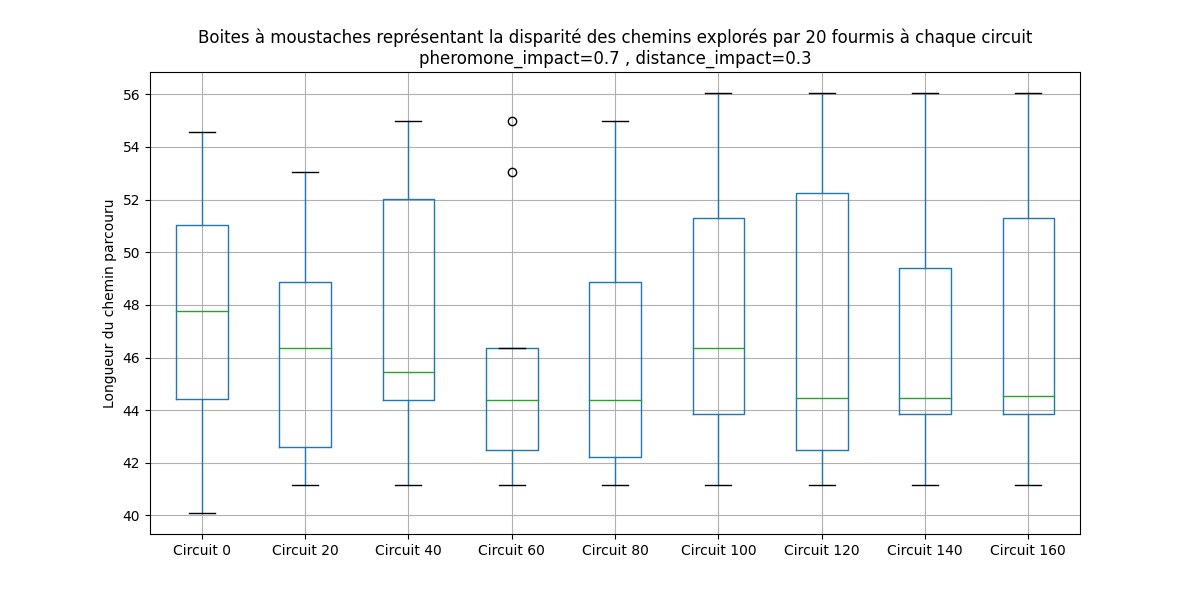 Boites à moustaches représentant la disparité des chemins explorés par 20 fourmis à chaque circuit
pheromone_impact=0.7 , distance_impact=0.3
Longueur du chemin parcouru
56
54
52
50
48
46
44
42
40
Circuit 0 Circuit 20 Circuit 40 Circuit 60 Circuit 80 Circuit 100 Circuit 120 Circuit 140 Circuit 160